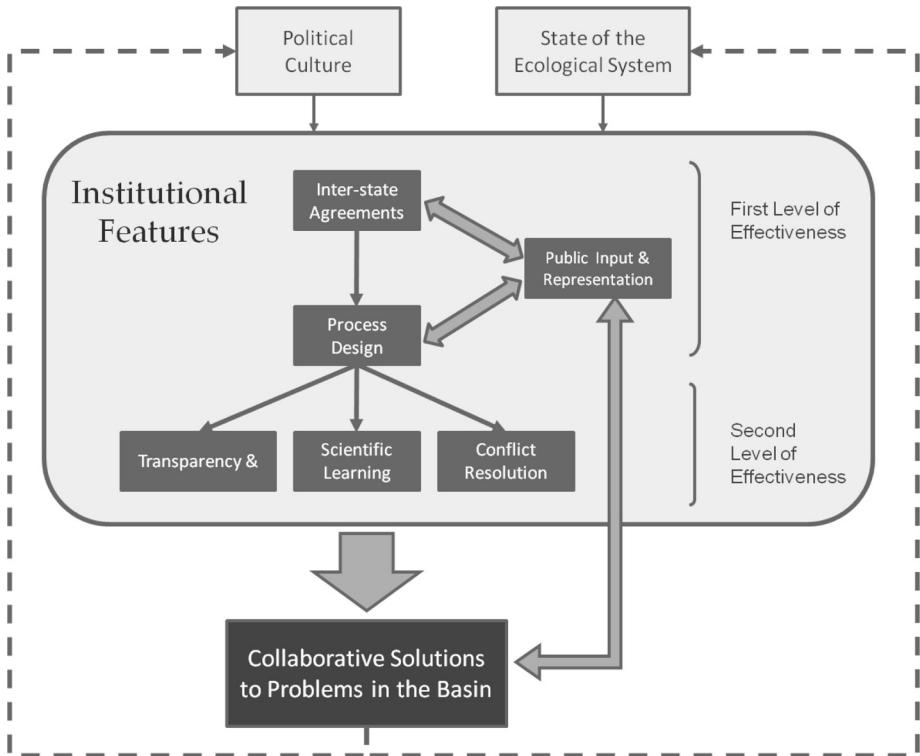 Political
Culture
State of the
Ecological System
Institutional
Features
Inter-state
Agreements
First Level of
Effectiveness
Public Input &
Representation
Process
Design
Transparency &
Scientific
Learning
Conflict
Resolution
Second
Level of
Effectiveness
Collaborative Solutions
to Problems in the Basin